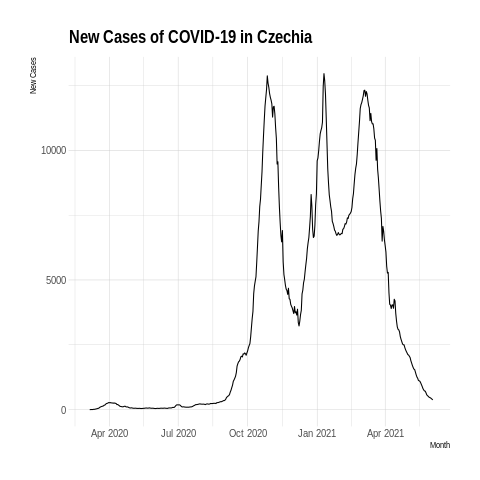 New Cases of COVID-19 in Czechia
New Cases
10000
5000
0
Apr 2020
Jul 2020
Oct 2020
Jan 2021
Apr 2021
Month